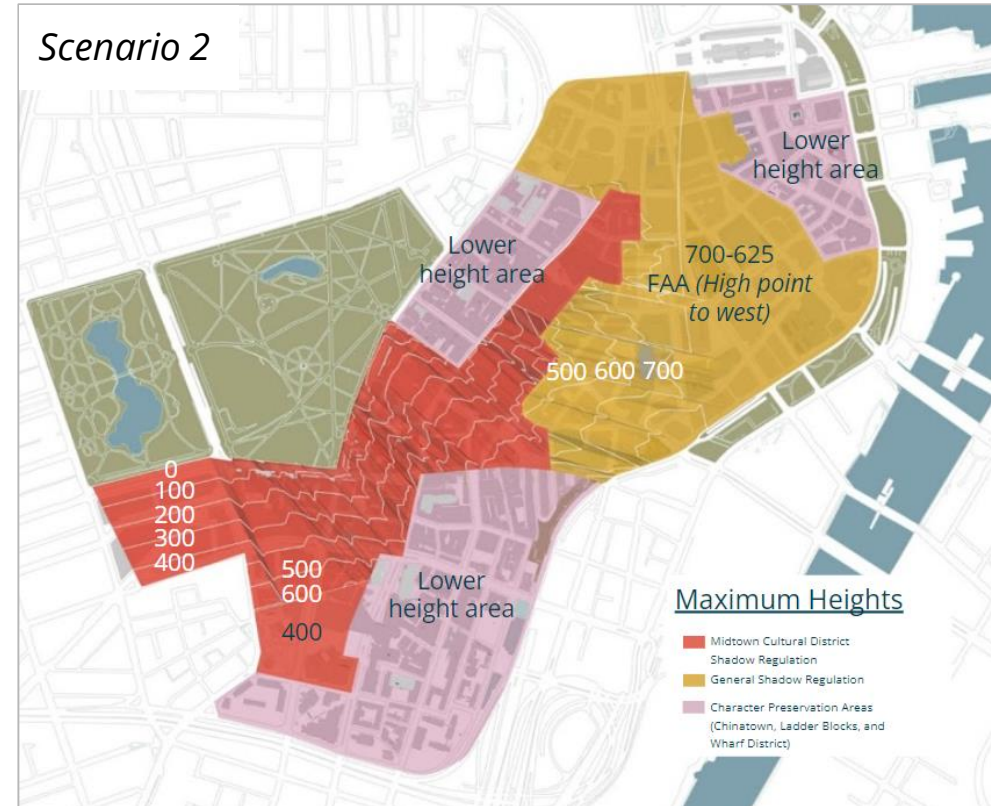 Scenario 2
Lower
height area
Lower
height area
700-625
FAA (High point
to west)
500 600 700
0
100
200
300
400
500
600
400
Lower
height area
Maximum Heights
Midtown Cultural District
Shadow Regulation
General Shadow Regulation
Character Preservation Areas
(Chinatown, Ladder Blocks, and
Wharf District)